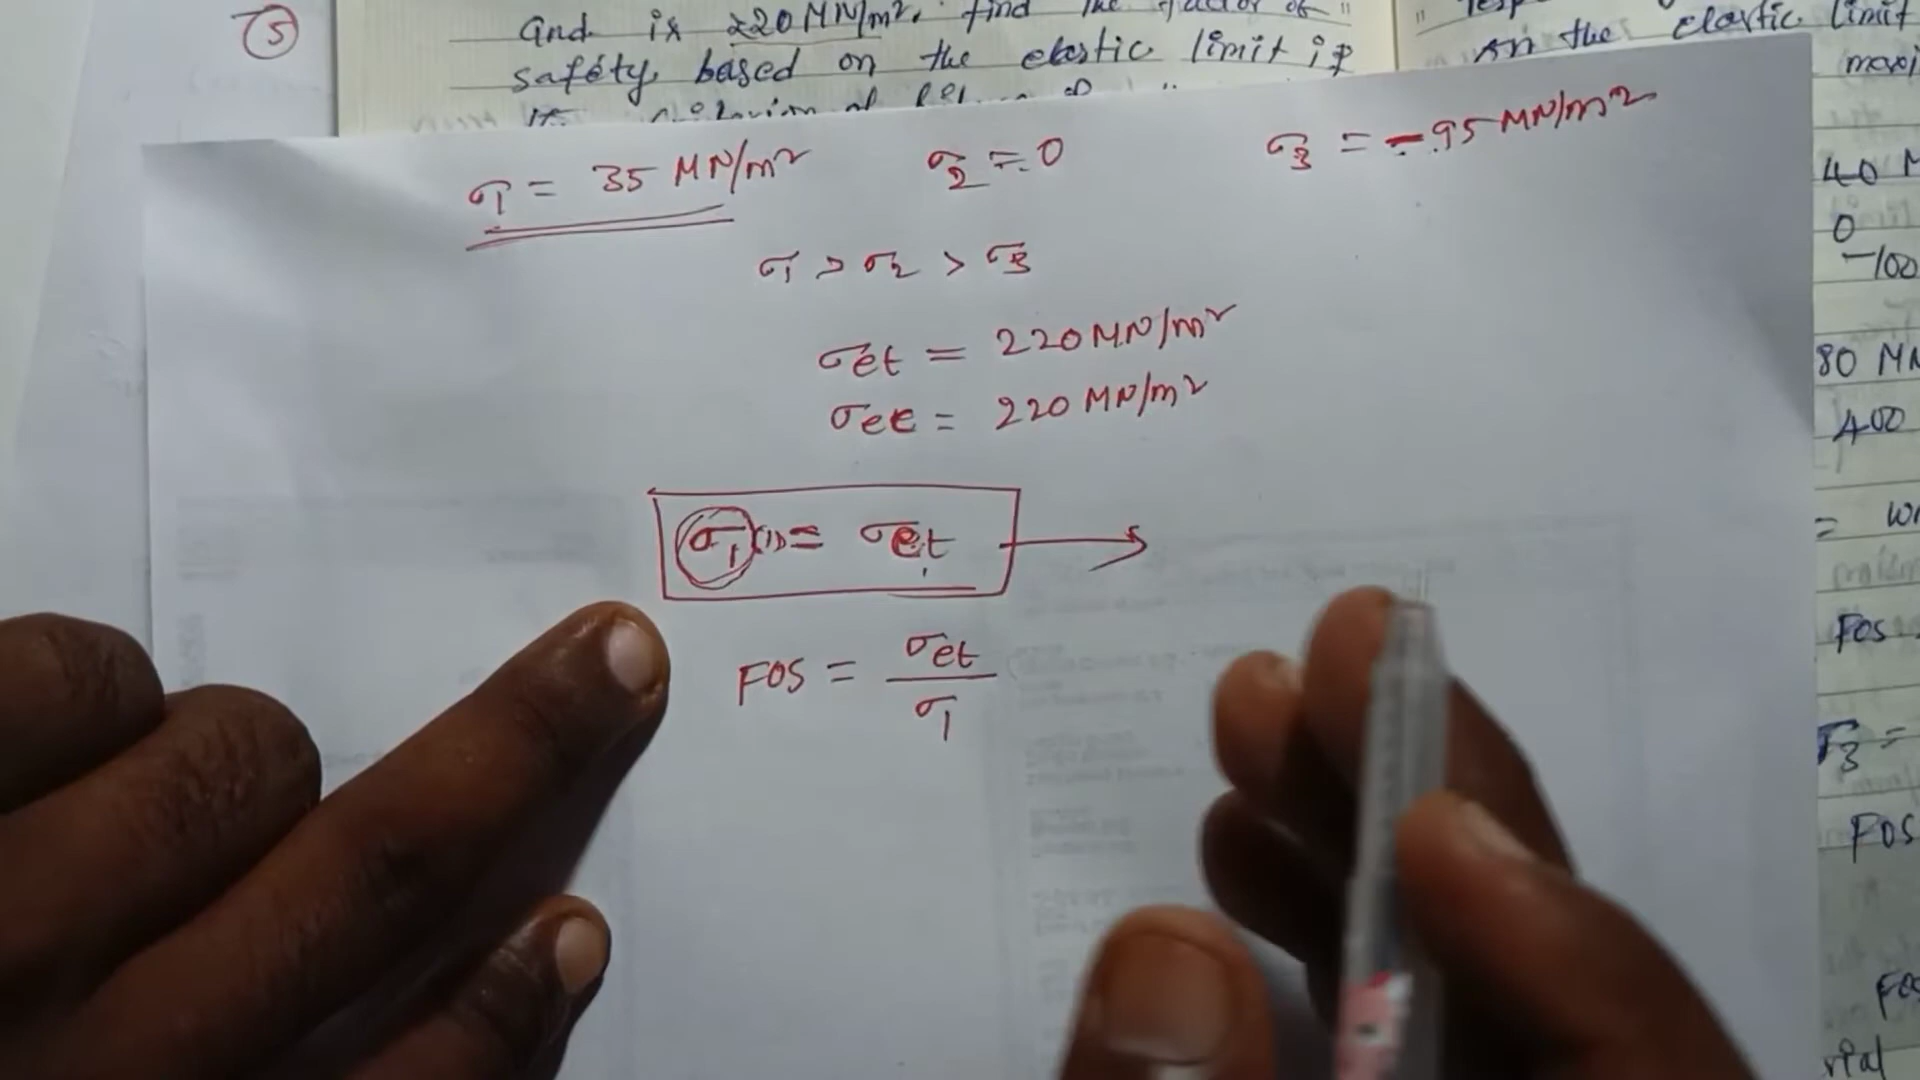 5
and is 220 MN/m², find the factor of
safety, based on the elastic limit if
σ1 = 35 MN/m² σ2 = 0 σ3 = -95 MN/m²
σ1 > σ2 > σ3
σet = 220 MN/m²
σec = 220 MN/m²
σ1 = σet
FOS = σet / σ1
on the elastic limit
40 M
0
-100
80 MN
400
=
FOS
σ3 =
FOS
rial